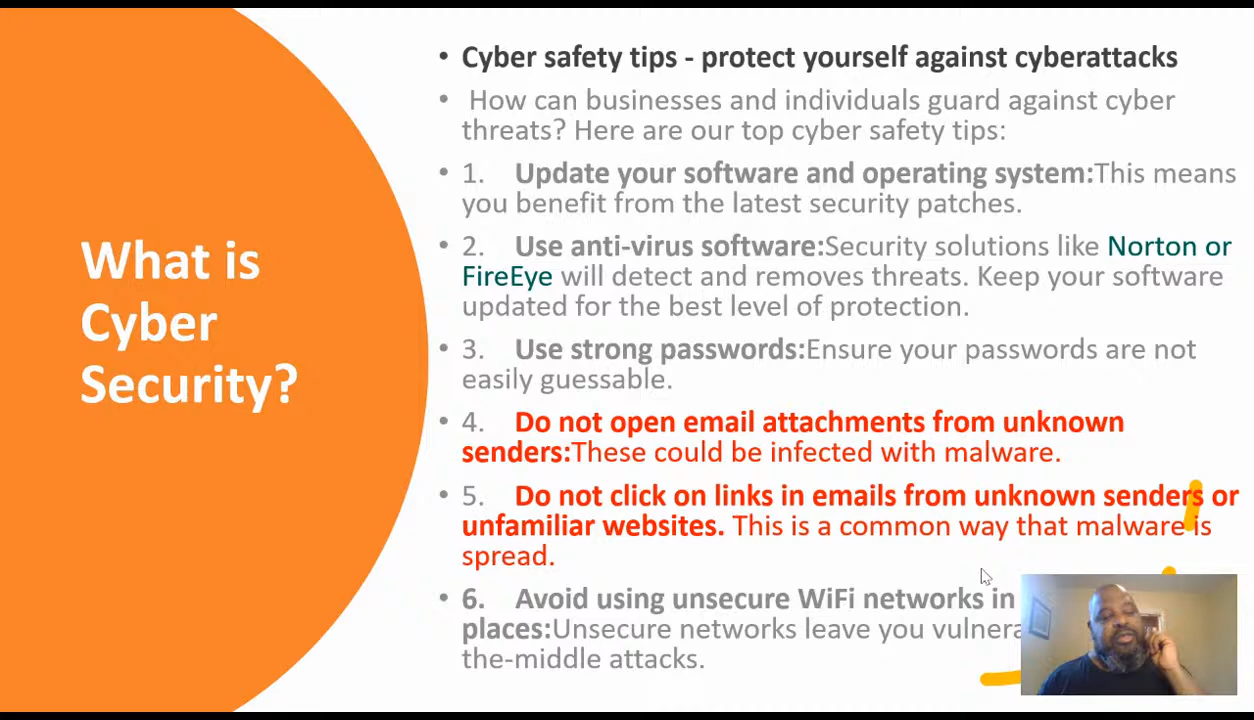 What is
Cyber
Security?
• Cyber safety tips - protect yourself against cyberattacks
• How can businesses and individuals guard against cyber
threats? Here are our top cyber safety tips:
• 1. Update your software and operating system:This means
you benefit from the latest security patches.
• 2. Use anti-virus software:Security solutions like Norton or
FireEye will detect and removes threats. Keep your software
updated for the best level of protection.
• 3. Use strong passwords:Ensure your passwords are not
easily guessable.
• 4. Do not open email attachments from unknown
senders:These could be infected with malware.
• 5. Do not click on links in emails from unknown senders or
unfamiliar websites. This is a common way that malware is
spread.
• 6. Avoid using unsecure WiFi networks in
places:Unsecure networks leave you
the-middle attacks.